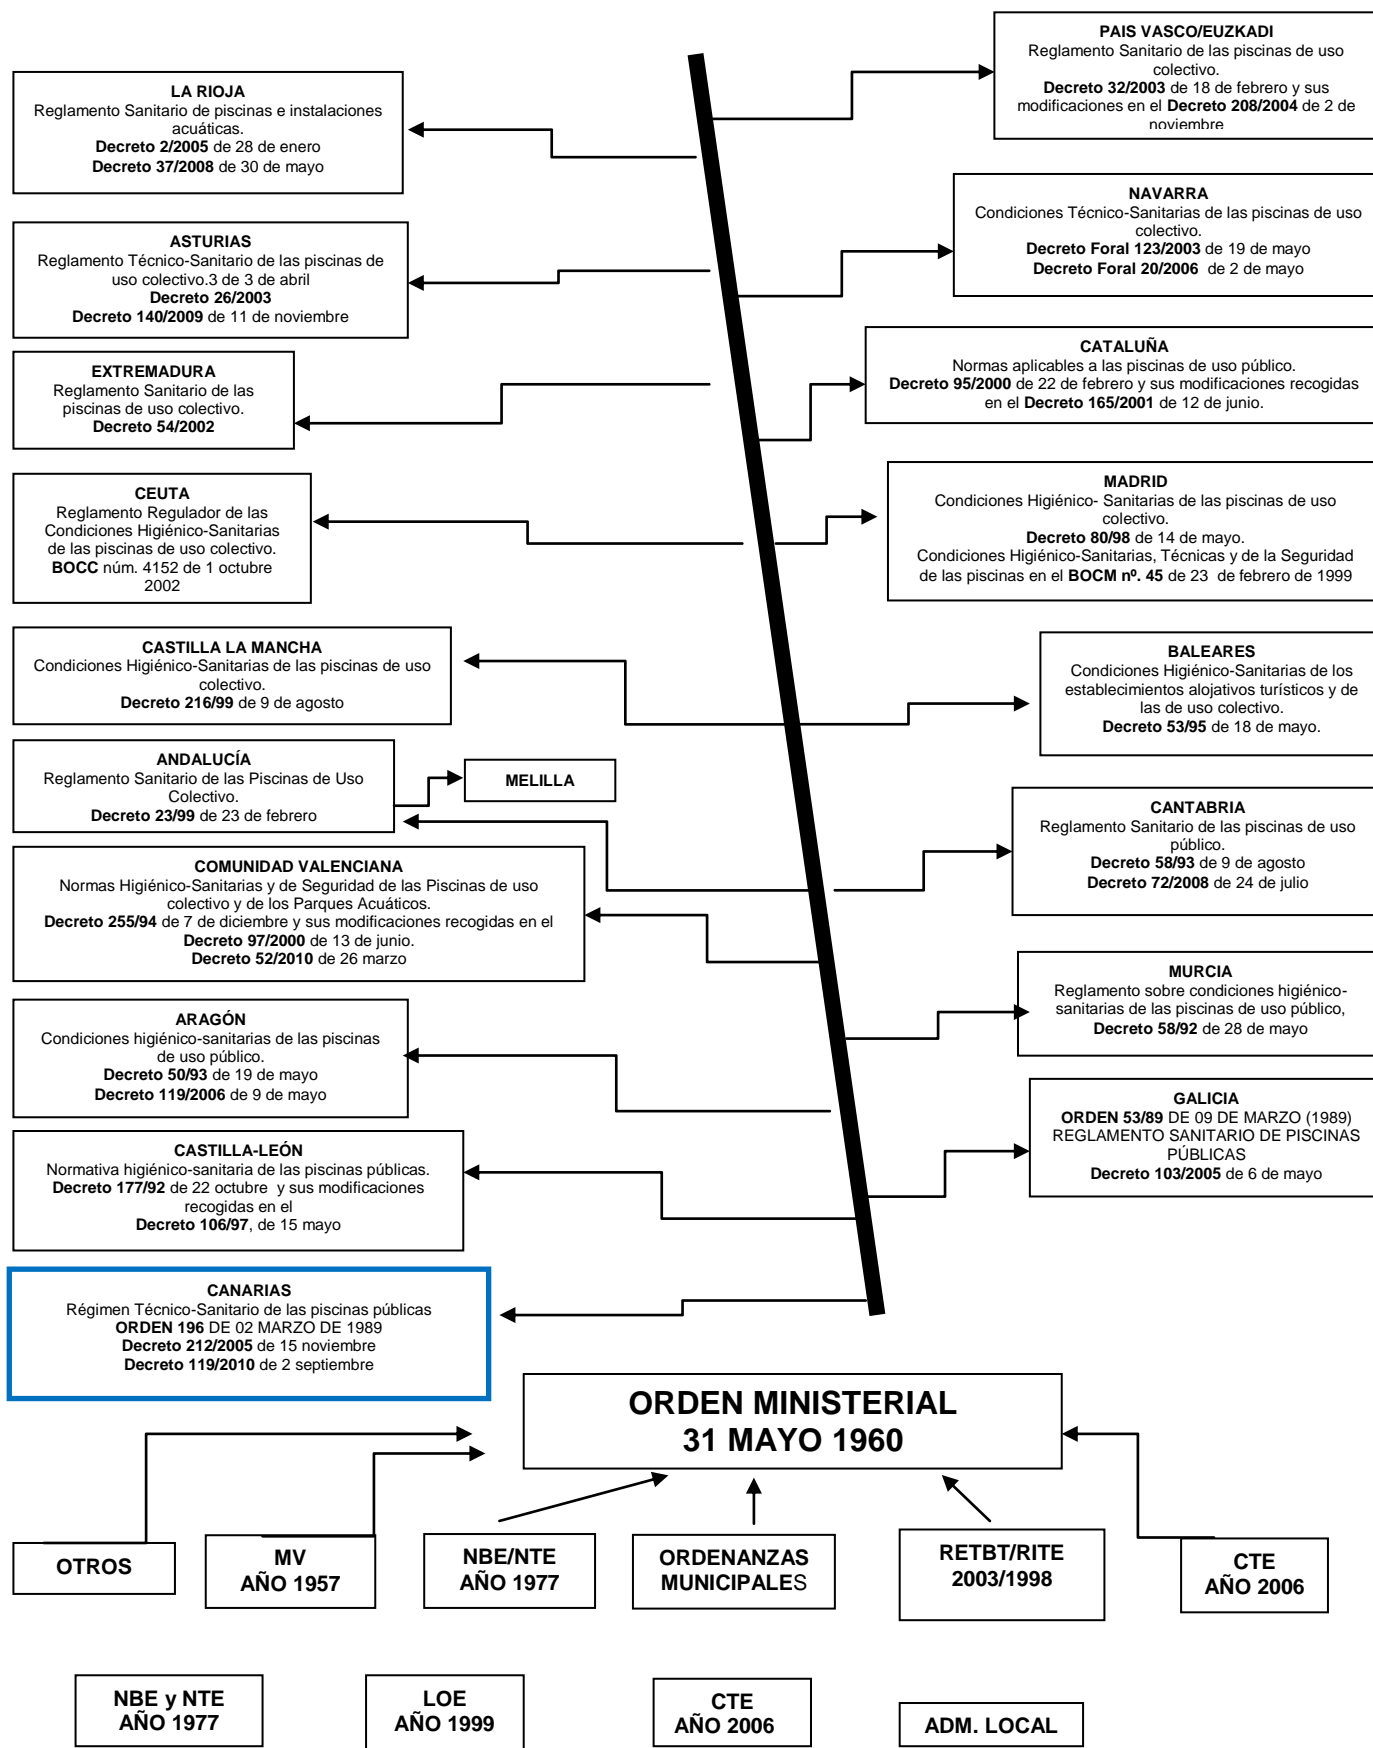 PAIS VASCO/EUZKADI
Reglamento Sanitario de las piscinas de uso
colectivo.
Decreto 32/2003 de 18 de febrero y sus
modificaciones en el Decreto 208/2004 de 2 de
noviembre
LA RIOJA
Reglamento Sanitario de piscinas e instalaciones
acuáticas.
Decreto 2/2005 de 28 de enero
Decreto 37/2008 de 30 de mayo
NAVARRA
Condiciones Técnico-Sanitarias de las piscinas de uso
colectivo.
Decreto Foral 123/2003 de 19 de mayo
Decreto Foral 20/2006 de 2 de mayo
ASTURIAS
Reglamento Técnico-Sanitario de las piscinas de
uso colectivo.3 de 3 de abril
Decreto 26/2003
Decreto 140/2009 de 11 de noviembre
CATALUÑA
Normas aplicables a las piscinas de uso público.
Decreto 95/2000 de 22 de febrero y sus modificaciones recogidas
en el Decreto 165/2001 de 12 de junio.
EXTREMADURA
Reglamento Sanitario de las
piscinas de uso colectivo.
Decreto 54/2002
MADRID
Condiciones Higiénico- Sanitarias de las piscinas de uso
colectivo.
Decreto 80/98 de 14 de mayo.
Condiciones Higiénico-Sanitarias, Técnicas y de la Seguridad
de las piscinas en el BOCM nº. 45 de 23 de febrero de 1999
CEUTA
Reglamento Regulador de las
Condiciones Higiénico-Sanitarias
de las piscinas de uso colectivo.
BOCC núm. 4152 de 1 octubre
2002
CASTILLA LA MANCHA
Condiciones Higiénico-Sanitarias de las piscinas de uso
colectivo.
Decreto 216/99 de 9 de agosto
BALEARES
Condiciones Higiénico-Sanitarias de los
establecimientos alojativos turísticos y de
las de uso colectivo.
Decreto 53/95 de 18 de mayo.
ANDALUCÍA
Reglamento Sanitario de las Piscinas de Uso
Colectivo.
Decreto 23/99 de 23 de febrero
MELILLA
CANTABRIA
Reglamento Sanitario de las piscinas de uso
público.
Decreto 58/93 de 9 de agosto
Decreto 72/2008 de 24 de julio
COMUNIDAD VALENCIANA
Normas Higiénico-Sanitarias y de Seguridad de las Piscinas de uso
colectivo y de los Parques Acuáticos.
Decreto 255/94 de 7 de diciembre y sus modificaciones recogidas en el
Decreto 97/2000 de 13 de junio.
Decreto 52/2010 de 26 marzo
MURCIA
Reglamento sobre condiciones higiénico-
sanitarias de las piscinas de uso público,
Decreto 58/92 de 28 de mayo
ARAGÓN
Condiciones higiénico-sanitarias de las piscinas
de uso público.
Decreto 50/93 de 19 de mayo
Decreto 119/2006 de 9 de mayo
GALICIA
ORDEN 53/89 DE 09 DE MARZO (1989)
REGLAMENTO SANITARIO DE PISCINAS
PÚBLICAS
Decreto 103/2005 de 6 de mayo
CASTILLA-LEÓN
Normativa higiénico-sanitaria de las piscinas públicas.
Decreto 177/92 de 22 octubre y sus modificaciones
recogidas en el
Decreto 106/97, de 15 mayo
CANARIAS
Régimen Técnico-Sanitario de las piscinas públicas
ORDEN 196 DE 02 MARZO DE 1989
Decreto 212/2005 de 15 noviembre
Decreto 119/2010 de 2 septiembre
ORDEN MINISTERIAL
31 MAYO 1960
OTROS
MV
AÑO 1957
NBE/NTE
AÑO 1977
ORDENANZAS
MUNICIPALES
RETBT/RITE
2003/1998
CTE
AÑO 2006
NBE y NTE
AÑO 1977
LOE
AÑO 1999
CTE
AÑO 2006
ADM. LOCAL